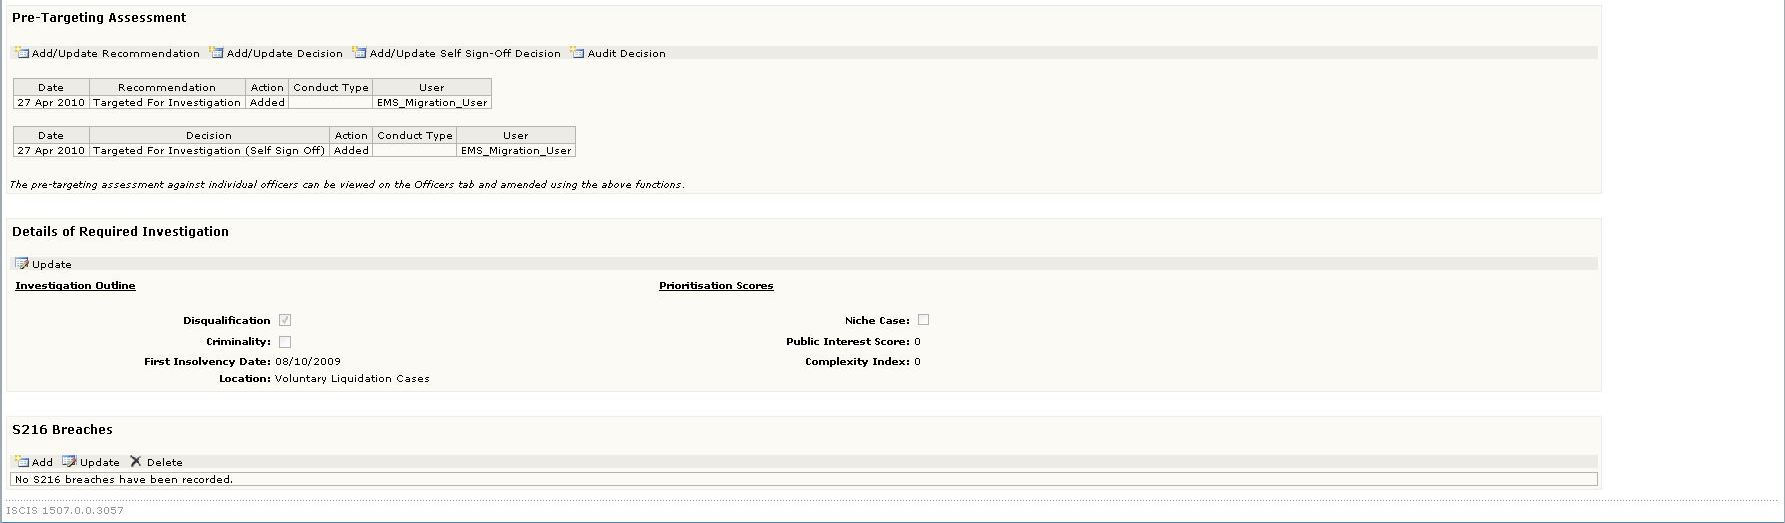 Pre-Targeting Assessment
Add/Update Recommendation Add/Update Decision Add/Update Self Sign-Off Decision Audit Decision
Date Recommendation Action Conduct Type User
27 Apr 2010 Targeted For Investigation Added EMS_Migration_User
Date Decision Action Conduct Type User
27 Apr 2010 Targeted For Investigation (Self Sign Off) Added EMS_Migration_User
The pre-targeting assessment against individual officers can be viewed on the Officers tab and amended using the above functions.
Details of Required Investigation
Update
Investigation Outline Prioritisation Scores
Disqualification Niche Case:
Criminality: Public Interest Score: 0
First Insolvency Date: 08/10/2009 Complexity Index: 0
Location: Voluntary Liquidation Cases
S216 Breaches
Add Update Delete
No S216 breaches have been recorded.
ISCIS 1507.0.0.3057